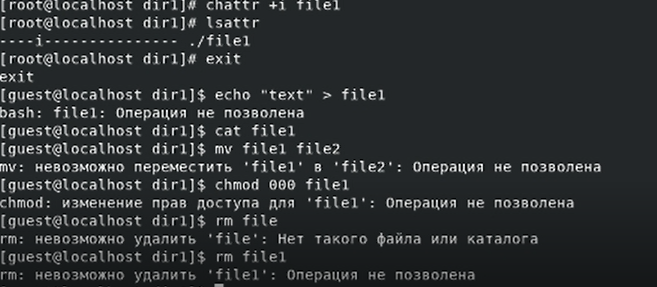 [root@localhost dir1]# chattr +i file1
[root@localhost dir1]# lsattr
----i--------------- ./file1
[root@localhost dir1]# exit
exit
[guest@localhost dir1]$ echo "text" > file1
bash: file1: Операция не позволена
[guest@localhost dir1]$ cat file1
[guest@localhost dir1]$ mv file1 file2
mv: невозможно переместить 'file1' в 'file2': Операция не позволена
[guest@localhost dir1]$ chmod 000 file1
chmod: изменение прав доступа для 'file1': Операция не позволена
[guest@localhost dir1]$ rm file
rm: невозможно удалить 'file': Нет такого файла или каталога
[guest@localhost dir1]$ rm file1
rm: невозможно удалить 'file1': Операция не позволена